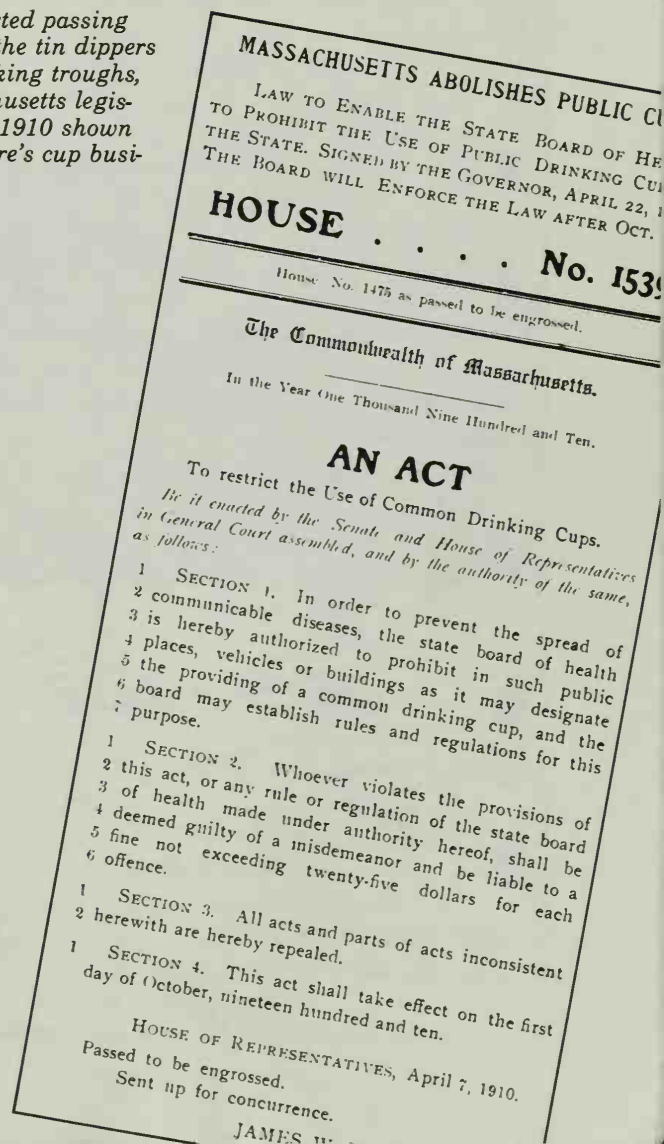 ted passing
the tin dippers
king troughs,
husetts legis-
1910 shown
re's cup busi-
MASSACHUSETTS ABOLISHES PUBLIC CU
LAW TO ENABLE THE STATE BOARD OF HE
TO PROHIBIT THE USE OF PUBLIC DRINKING CUP
THE STATE. SIGNED BY THE GOVERNOR, APRIL 22, 1
THE BOARD WILL ENFORCE THE LAW AFTER OCT.
HOUSE . . . . No. 1539
House No. 1475 as passed to be engrossed.
The Commonwealth of Massachusetts.
In the Year One Thousand Nine Hundred and Ten.
AN ACT
To restrict the Use of Common Drinking Cups.
Be it enacted by the Senate and House of Representatives
in General Court assembled, and by the authority of the same,
as follows:
1 SECTION 1. In order to prevent the spread of
2 communicable diseases, the state board of health
3 is hereby authorized to prohibit in such public
4 places, vehicles or buildings as it may designate
5 the providing of a common drinking cup, and the
6 board may establish rules and regulations for this
7 purpose.
1 SECTION 2. Whoever violates the provisions of
2 this act, or any rule or regulation of the state board
3 of health made under authority hereof, shall be
4 deemed guilty of a misdemeanor and be liable to a
5 fine not exceeding twenty-five dollars for each
6 offence.
1 SECTION 3. All acts and parts of acts inconsistent
2 herewith are hereby repealed.
1 SECTION 4. This act shall take effect on the first
day of October, nineteen hundred and ten.
HOUSE OF REPRESENTATIVES, April 7, 1910.
Passed to be engrossed.
Sent up for concurrence.
JAMES W.